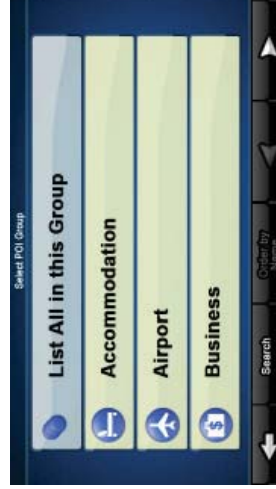 Select POI Group
List All in this Group
Accommodation
Airport
Business
Search
Order by
Name